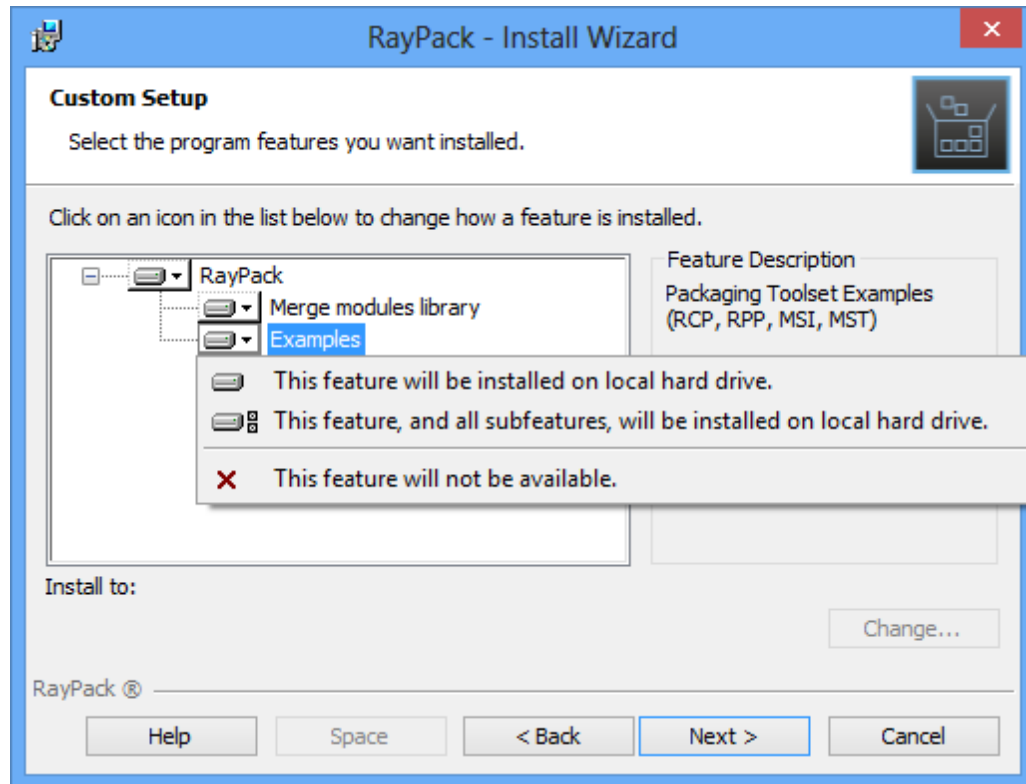 RayPack - Install Wizard
Custom Setup
Select the program features you want installed.
Click on an icon in the list below to change how a feature is installed.
RayPack
Merge modules library
Examples
Feature Description
Packaging Toolset Examples
(RCP, RPP, MSI, MST)
This feature will be installed on local hard drive.
This feature, and all subfeatures, will be installed on local hard drive.
This feature will not be available.
Install to:
Change...
RayPack ®
Help
Space
< Back
Next >
Cancel